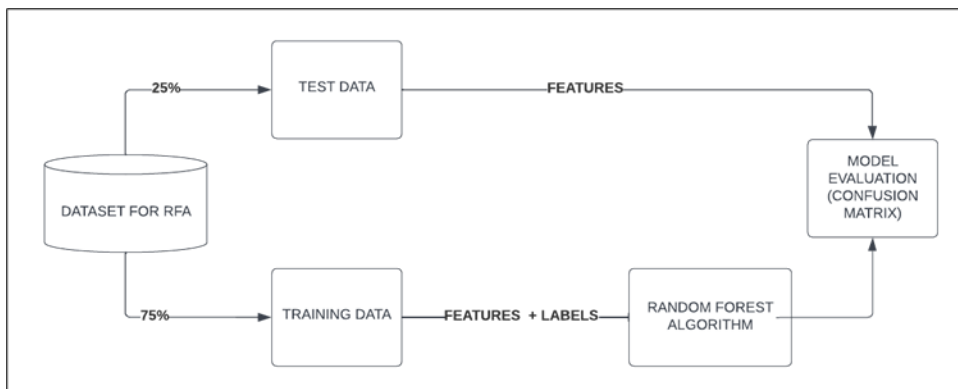 25%
TEST DATA
FEATURES
DATASET FOR RFA
MODEL
EVALUATION
(CONFUSION
MATRIX)
75%
TRAINING DATA
FEATURES + LABELS
RANDOM FOREST
ALGORITHM